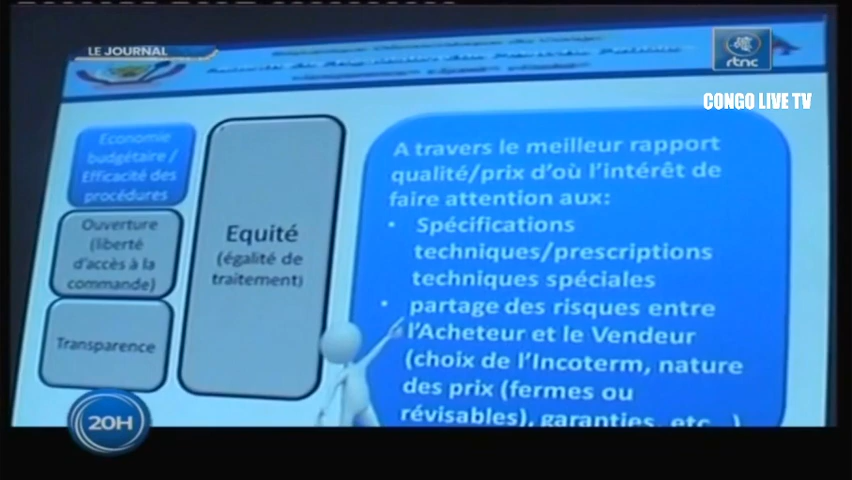 LE JOURNAL
rtnc
CONGO LIVE TV
Economie
budgétaire /
Efficacité des
procédures
Ouverture
(liberté
d'accès à la
commande)
Transparence
Equité
(égalité de
traitement)
A travers le meilleur rapport
qualité/prix d'où l'intérêt de
faire attention aux:
• Spécifications
techniques/prescriptions
techniques spéciales
• partage des risques entre
l'Acheteur et le Vendeur
(choix de l'Incoterm, nature
des prix (fermes ou
révisables), garanties, etc...)
20H